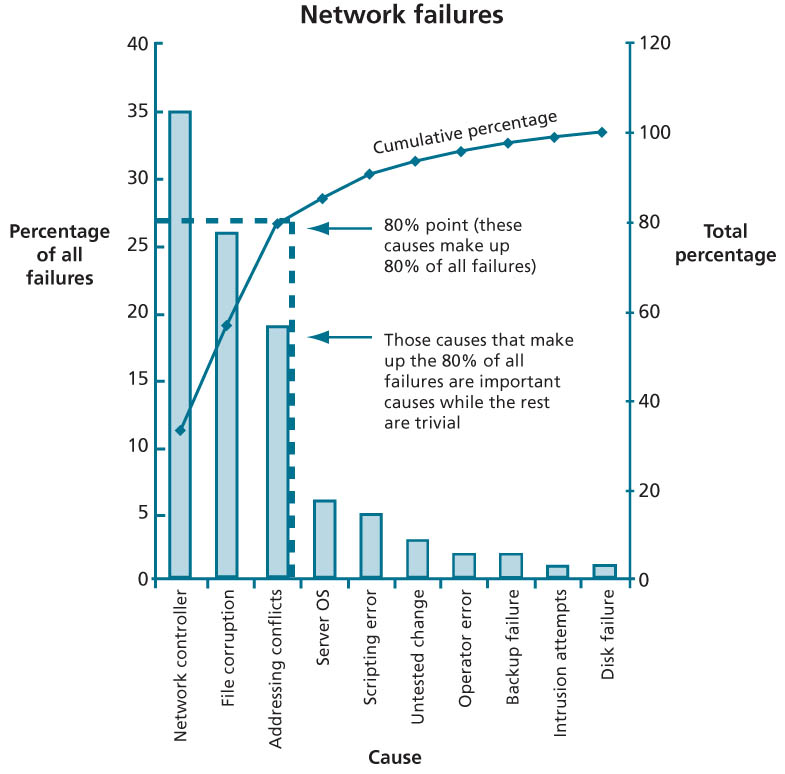 Network failures
40
35
30
25
20
15
10
5
0
Percentage
of all
failures
120
100
80
60
40
20
0
Total
percentage
Cumulative percentage
80% point (these
causes make up
80% of all failures)
Those causes that make
up the 80% of all
failures are important
causes while the rest
are trivial
Network controller
File corruption
Addressing conflicts
Server OS
Scripting error
Untested change
Operator error
Backup failure
Intrusion attempts
Disk failure
Cause